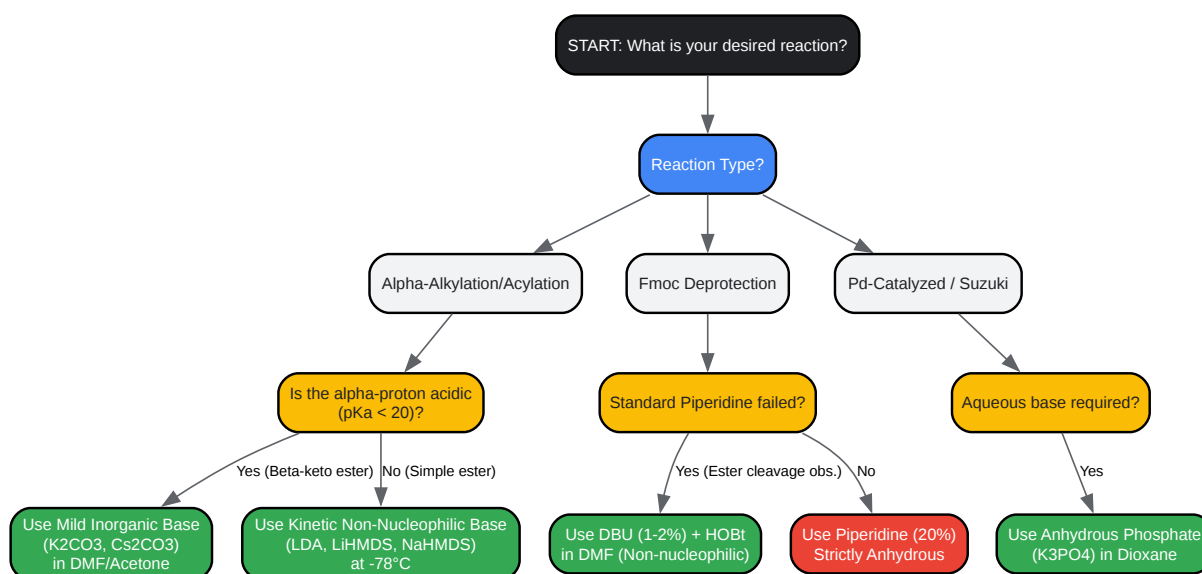 START: What is your desired reaction?
Reaction Type?
Alpha-Alkylation/Acylation
Fmoc Deprotection
Pd-Catalyzed / Suzuki
Is the alpha-proton acidic
(pKa < 20)?
Standard Piperidine failed?
Aqueous base required?
Yes (Beta-keto ester)
No (Simple ester)
Yes (Ester cleavage obs.)
No
Yes
Use Mild Inorganic Base
(K2CO3, Cs2CO3)
in DMF/Acetone
Use Kinetic Non-Nucleophilic Base
(LDA, LiHMDS, NaHMDS)
at -78°C
Use DBU (1-2%) + HOBt
in DMF (Non-nucleophilic)
Use Piperidine (20%)
Strictly Anhydrous
Use Anhydrous Phosphate
(K3PO4) in Dioxane